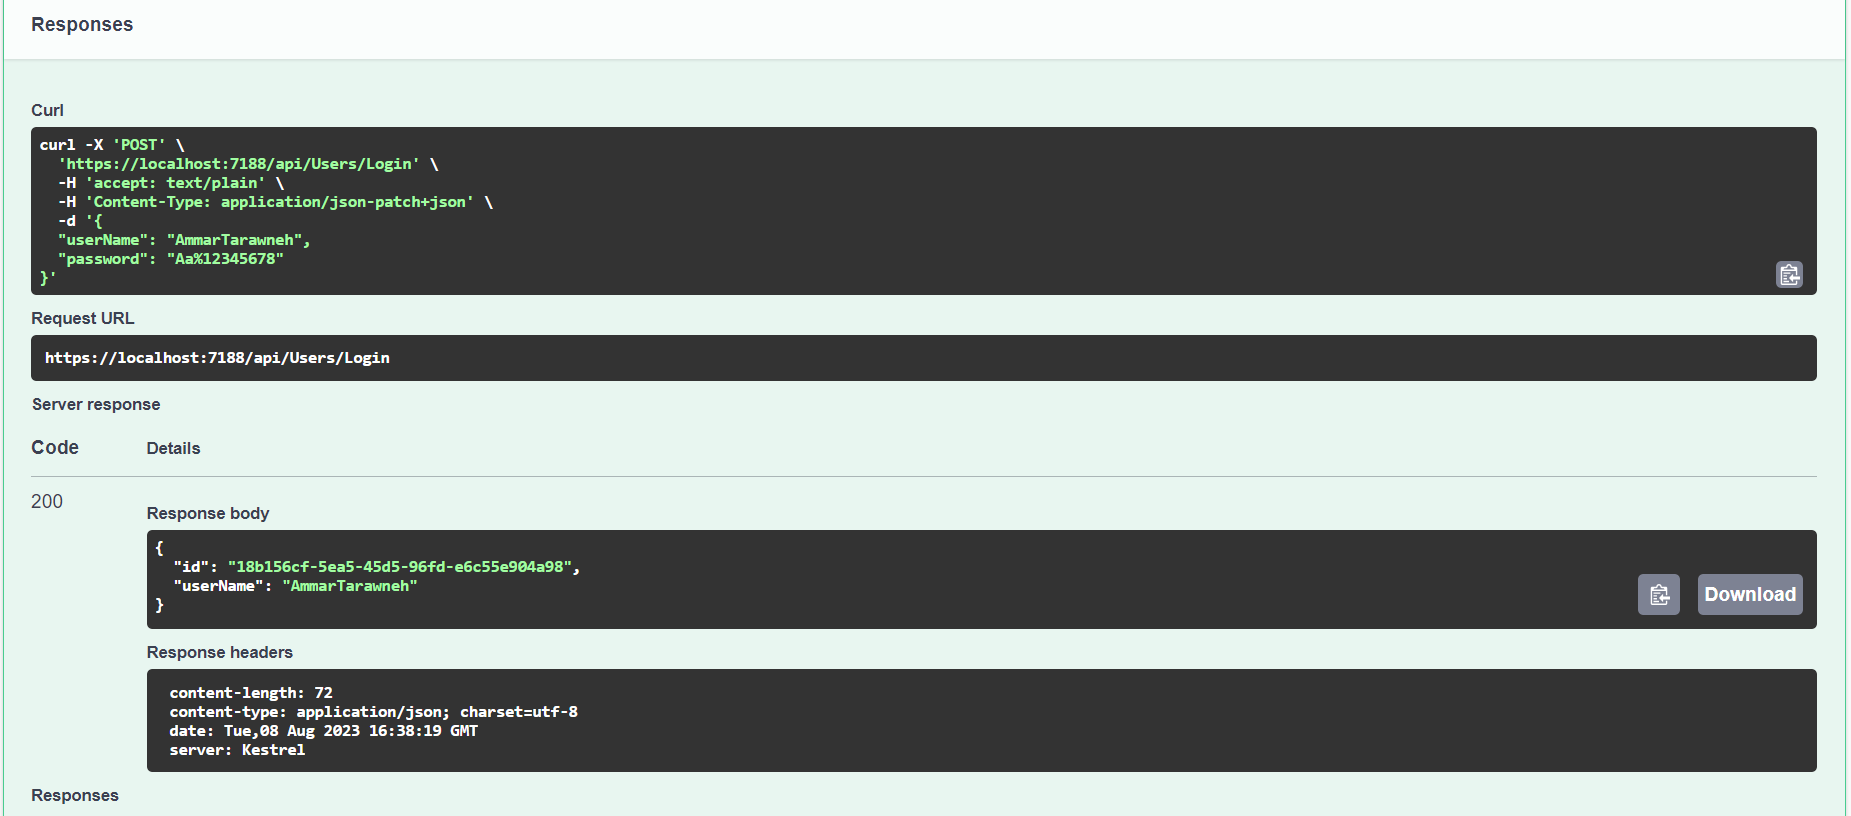 Responses
Curl
curl -X 'POST' \
  'https://localhost:7188/api/Users/Login' \
  -H 'accept: text/plain' \
  -H 'Content-Type: application/json-patch+json' \
  -d '{
  "userName": "AmmarTarawneh",
  "password": "Aa%12345678"
}'
Request URL
https://localhost:7188/api/Users/Login
Server response
Code Details
200
Response body
{
  "id": "18b156cf-5ea5-45d5-96fd-e6c55e904a98",
  "userName": "AmmarTarawneh"
}
Download
Response headers
content-length: 72
content-type: application/json; charset=utf-8
date: Tue,08 Aug 2023 16:38:19 GMT
server: Kestrel
Responses